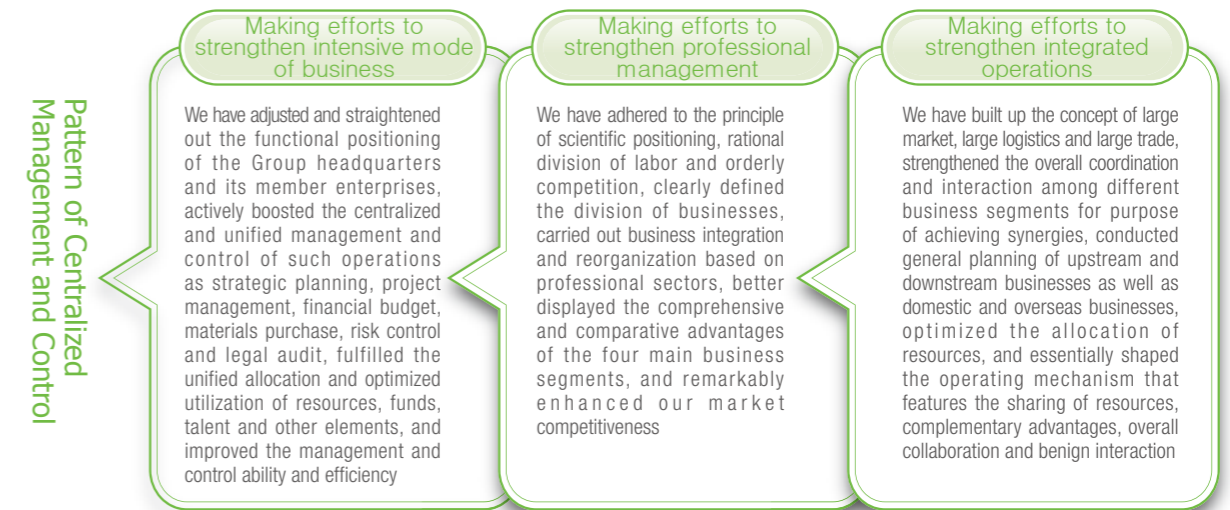 Pattern of Centralized
Management and Control
Making efforts to
strengthen intensive mode
of business
We have adjusted and straightened
out the functional positioning
of the Group headquarters
and its member enterprises,
actively boosted the centralized
and unified management and
control of such operations
as strategic planning, project
management, financial budget,
materials purchase, risk control
and legal audit, fulfilled the
unified allocation and optimized
utilization of resources, funds,
talent and other elements, and
improved the management and
control ability and efficiency
Making efforts to
strengthen professional
management
We have adhered to the principle
of scientific positioning, rational
division of labor and orderly
competition, clearly defined
the division of businesses,
carried out business integration
and reorganization based on
professional sectors, better
displayed the comprehensive
and comparative advantages
of the four main business
segments, and remarkably
enhanced our market
competitiveness
Making efforts to
strengthen integrated
operations
We have built up the concept of large
market, large logistics and large trade,
strengthened the overall coordination
and interaction among different
business segments for purpose
of achieving synergies, conducted
general planning of upstream and
downstream businesses as well as
domestic and overseas businesses,
optimized the allocation of
resources, and essentially shaped
the operating mechanism that
features the sharing of resources,
complementary advantages, overall
collaboration and benign interaction